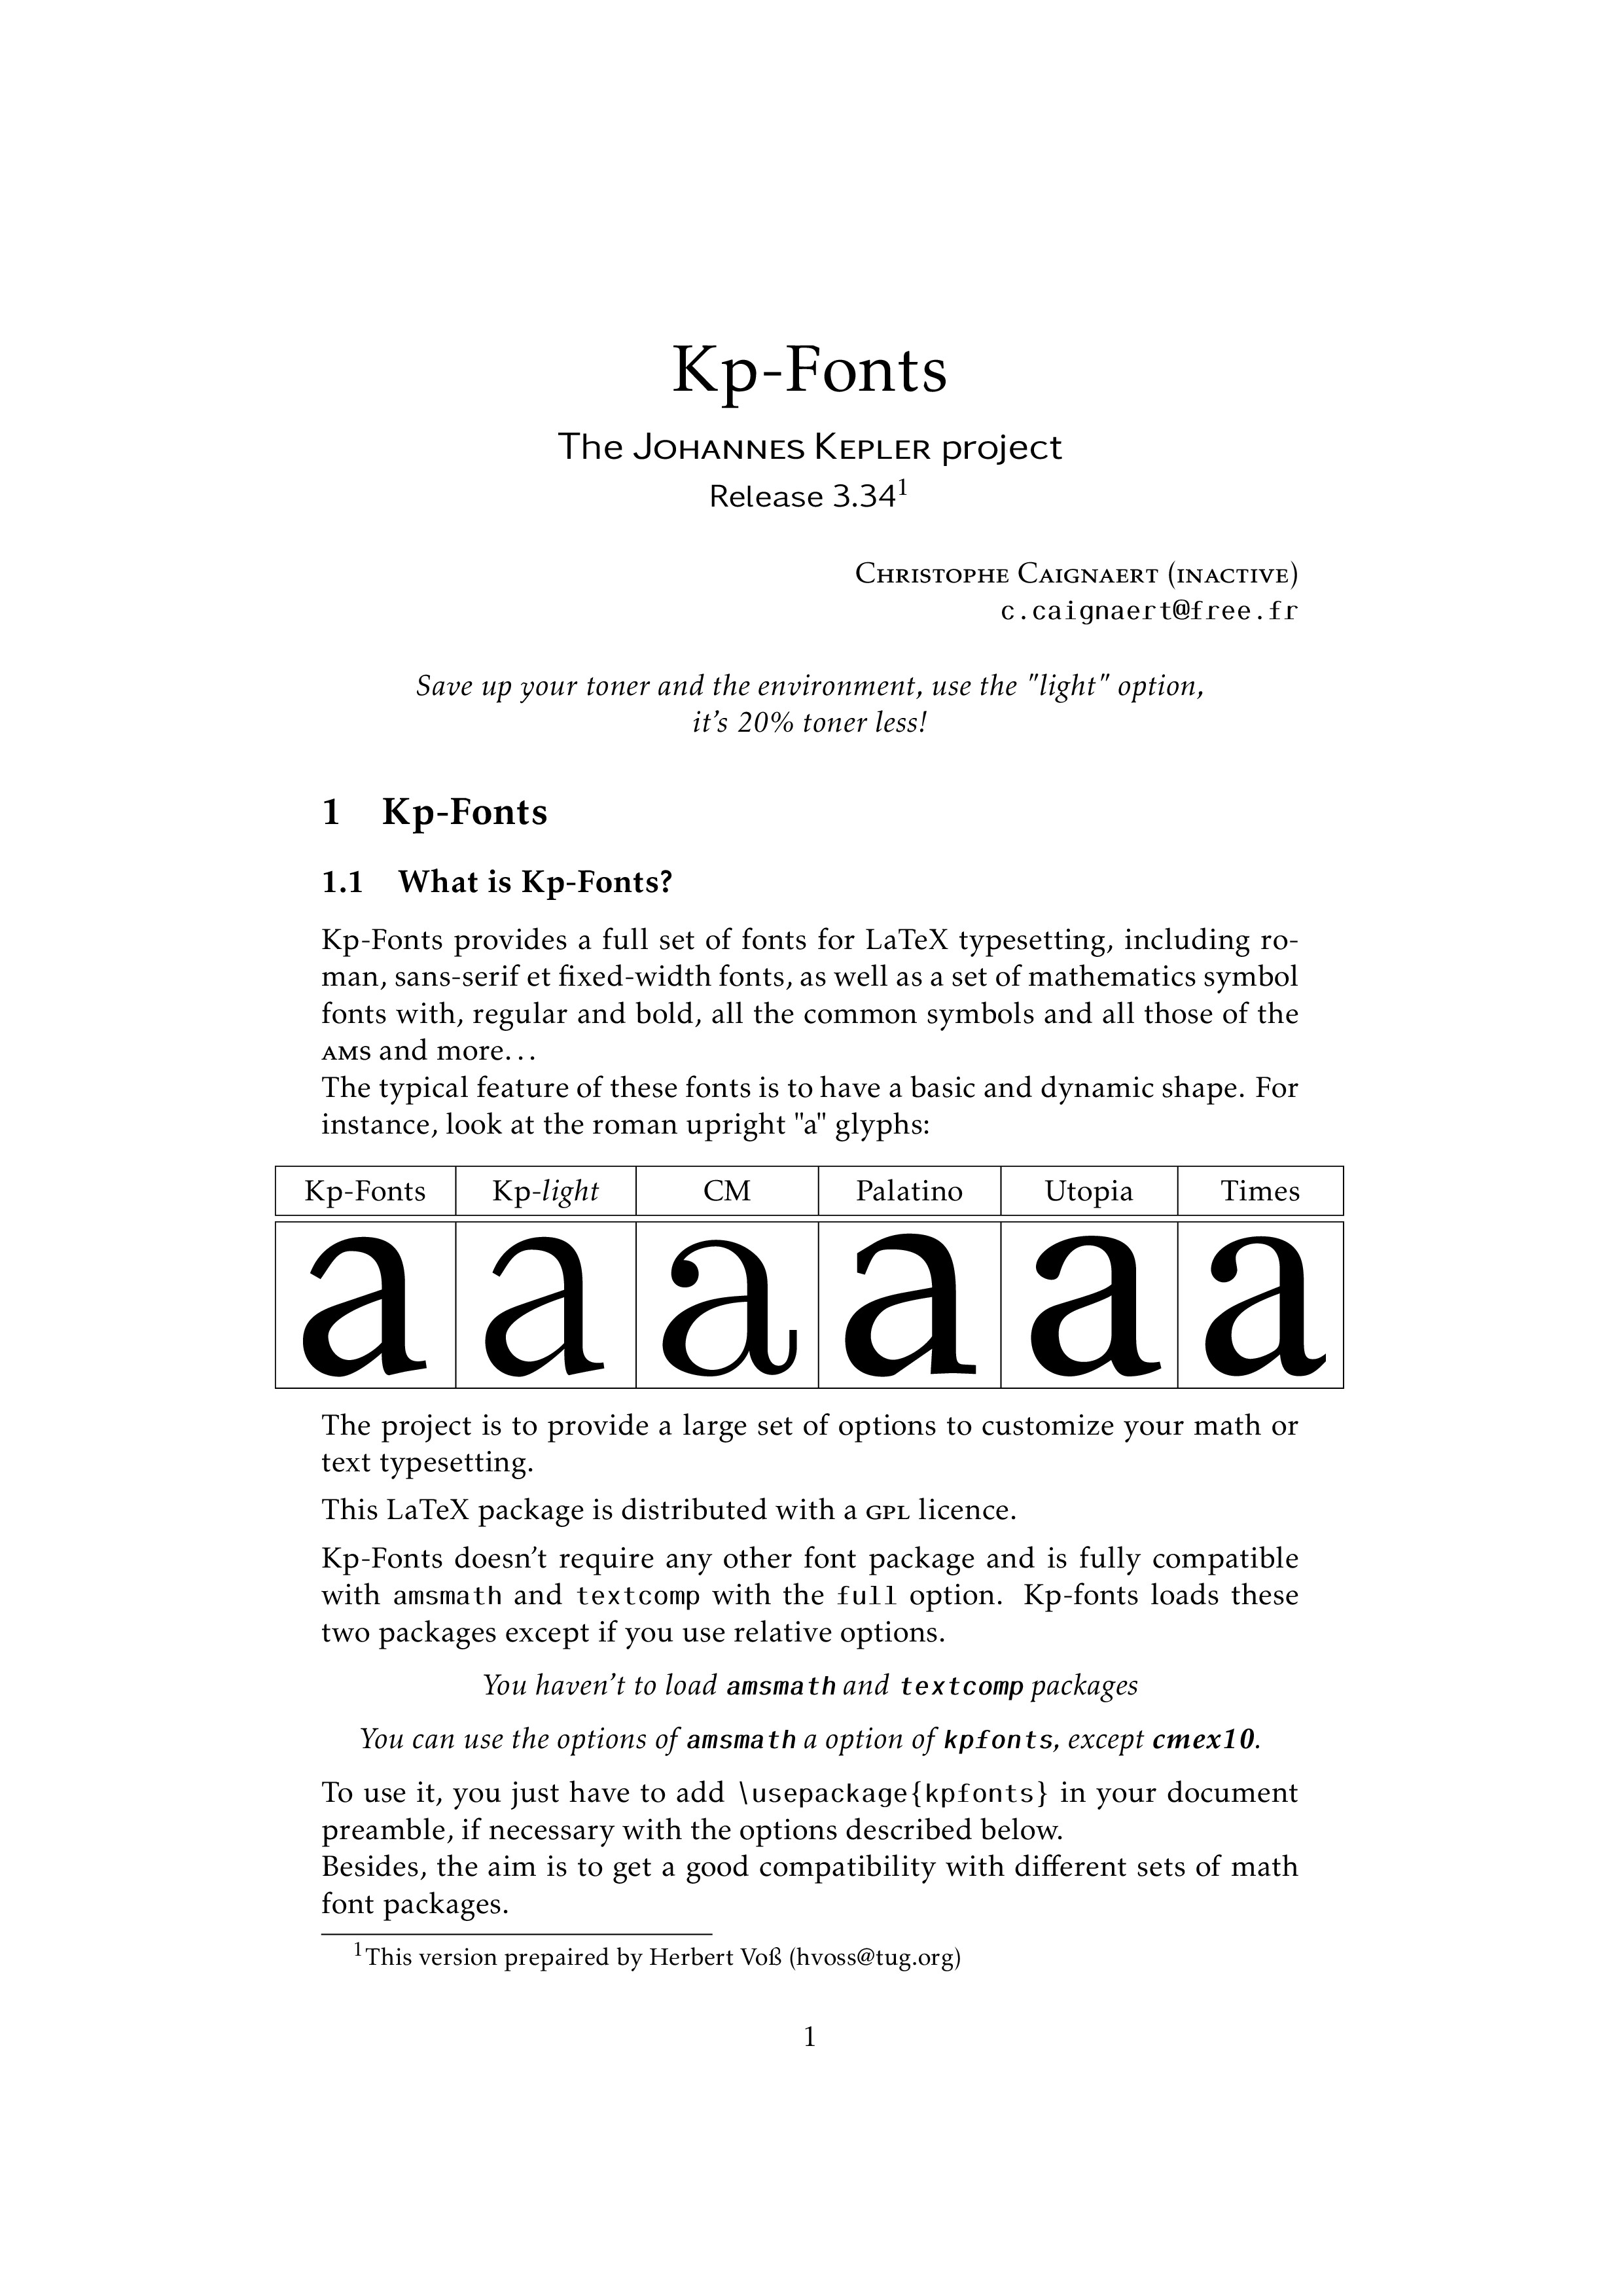 Kp-Fonts
The Johannes Kepler project
Release 3.34¹
Christophe Caignaert (inactive)
c.caignaert@free.fr
Save up your toner and the environment, use the "light" option,
it's 20% toner less!
1 Kp-Fonts
1.1 What is Kp-Fonts?
Kp-Fonts provides a full set of fonts for LaTeX typesetting, including ro-
man, sans-serif et fixed-width fonts, as well as a set of mathematics symbol
fonts with, regular and bold, all the common symbols and all those of the
AMS and more...
The typical feature of these fonts is to have a basic and dynamic shape. For
instance, look at the roman upright "a" glyphs:
Kp-Fonts Kp-light CM Palatino Utopia Times
a a a a a a
The project is to provide a large set of options to customize your math or
text typesetting.
This LaTeX package is distributed with a GPL licence.
Kp-Fonts doesn't require any other font package and is fully compatible
with amsmath and textcomp with the full option. Kp-fonts loads these
two packages except if you use relative options.
You haven't to load amsmath and textcomp packages
You can use the options of amsmath a option of kpfonts, except cmex10.
To use it, you just have to add \usepackage{kpfonts} in your document
preamble, if necessary with the options described below.
Besides, the aim is to get a good compatibility with different sets of math
font packages.
¹This version prepaired by Herbert Voß (hvoss@tug.org)
1